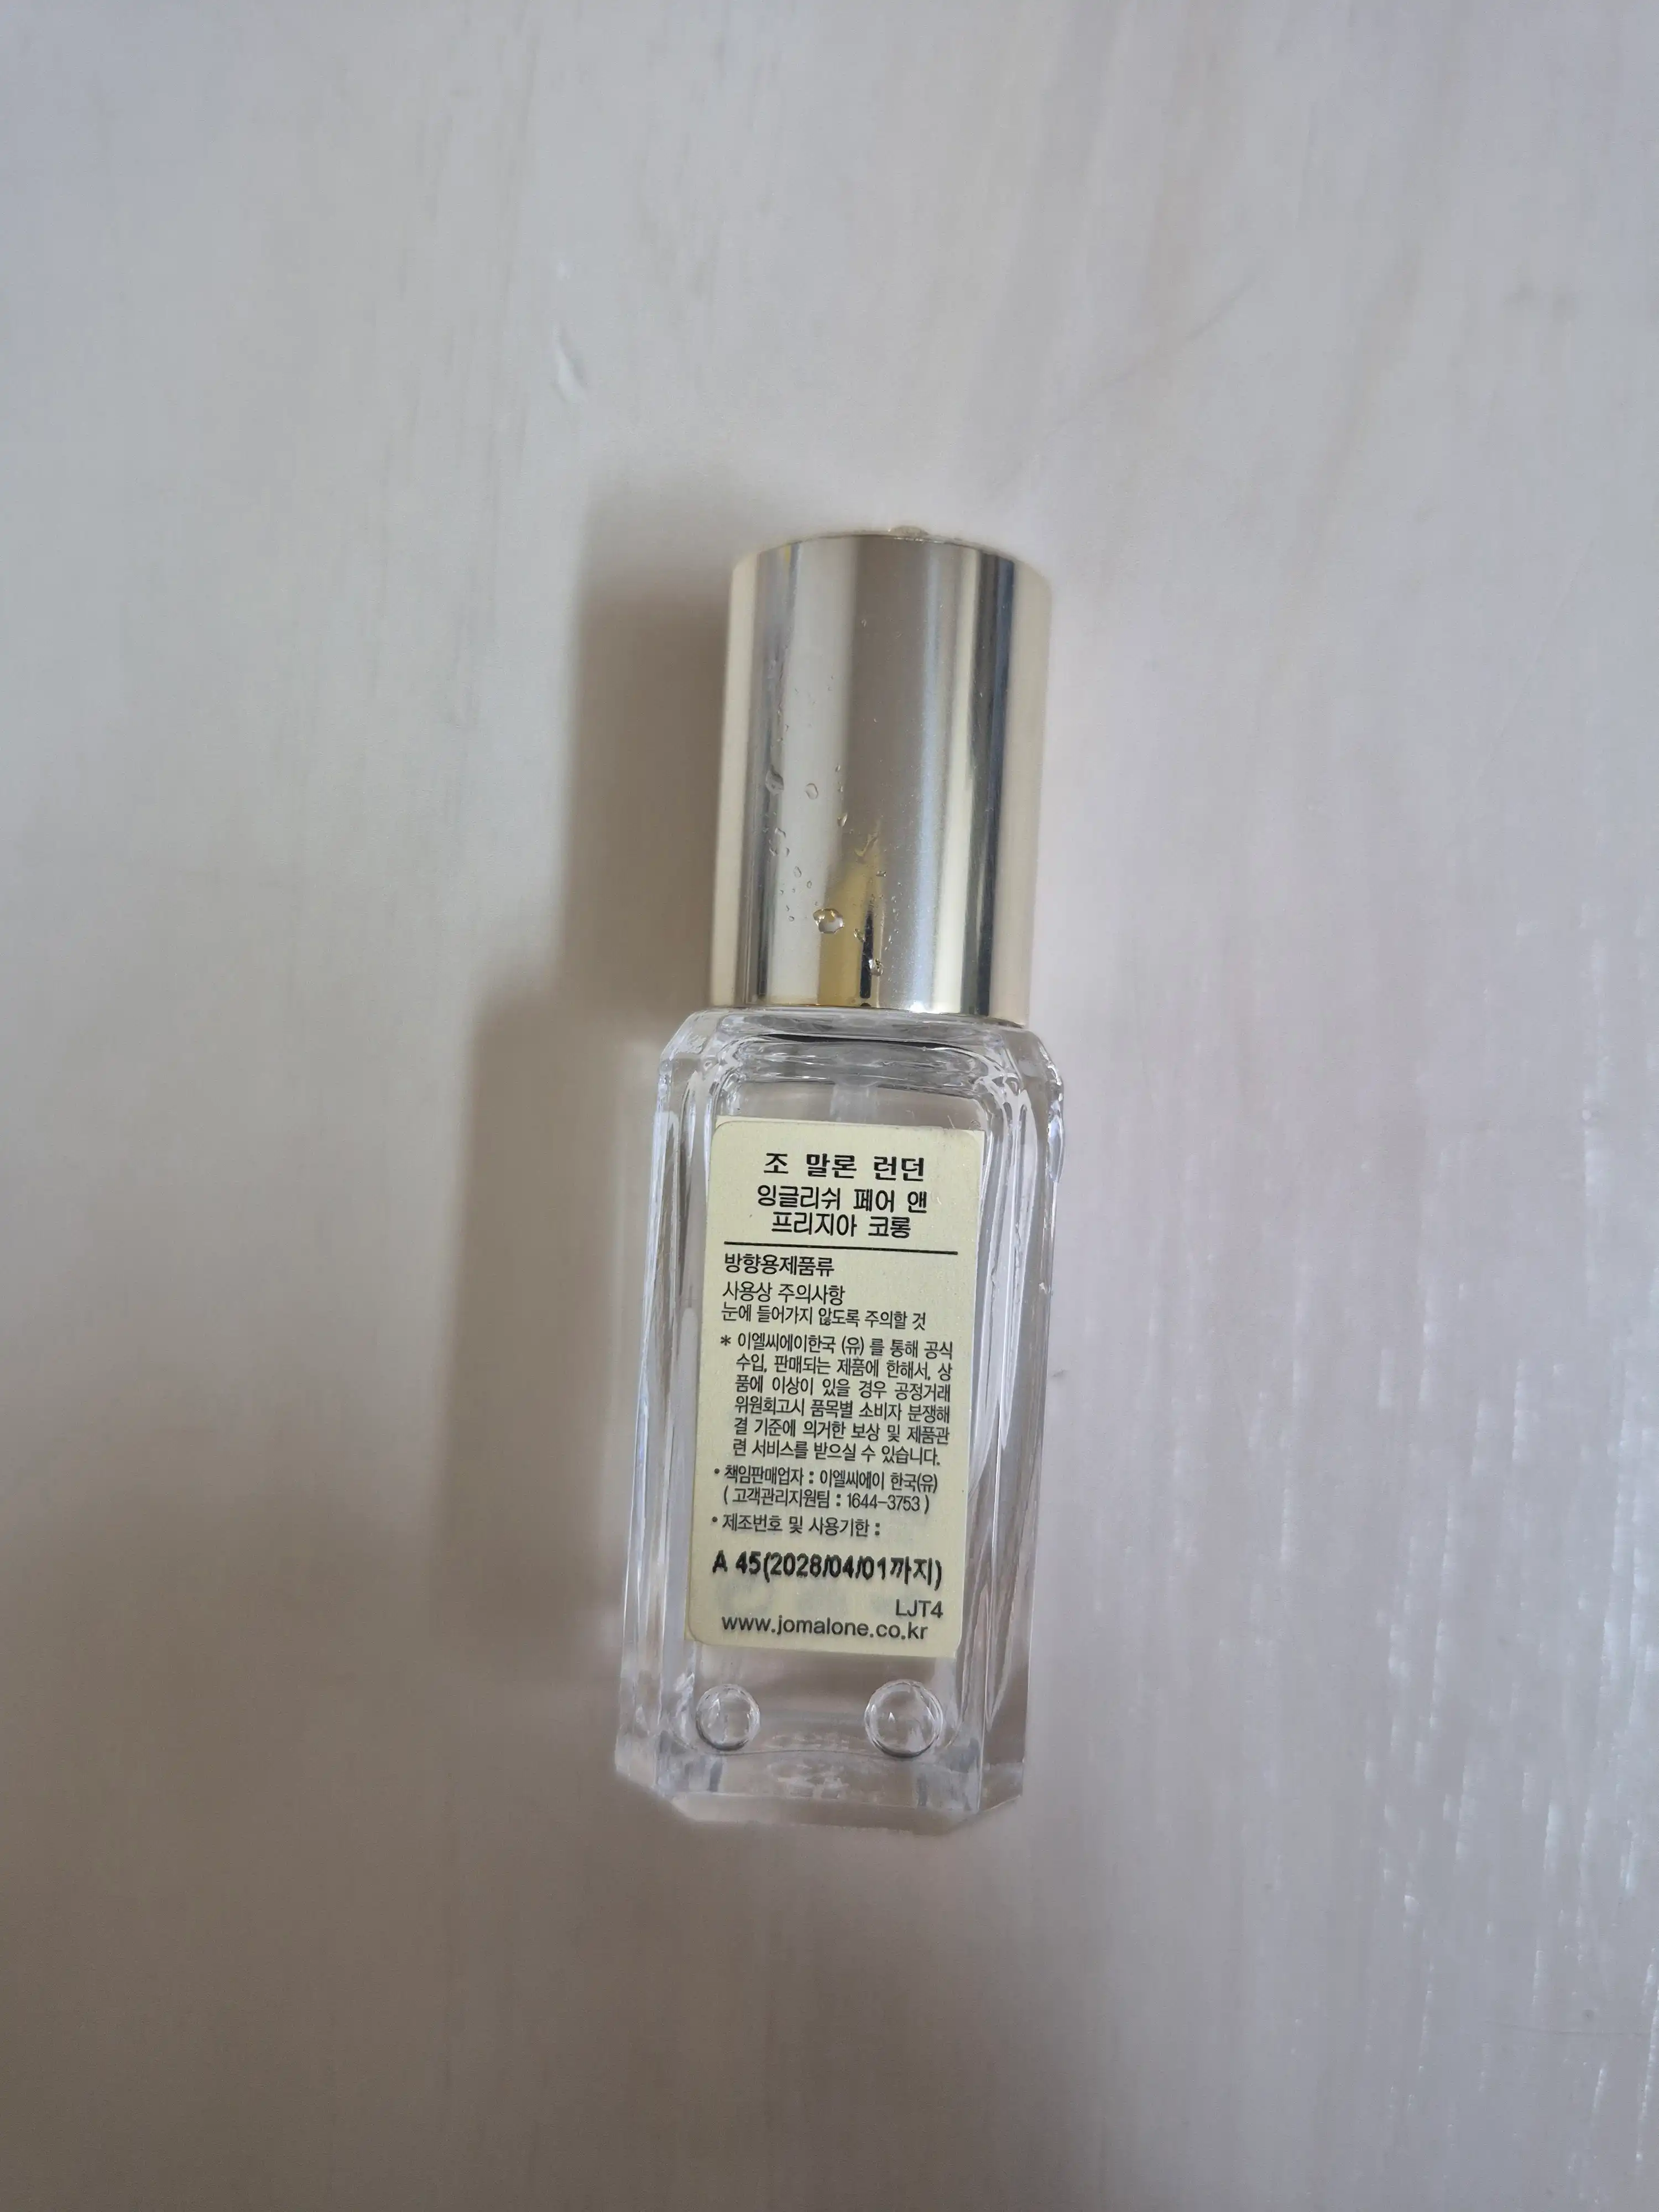 조 말론 런던
잉글리쉬 페어 앤
프리지아 코롱
방향용제품류
사용상 주의사항
눈에 들어가지 않도록 주의할 것
* 이엘씨에이한국 (유) 를 통해 공식
수입, 판매되는 제품에 한해서, 상
품에 이상이 있을 경우 공정거래
위원회고시 품목별 소비자 분쟁해
결 기준에 의거한 보상 및 제품관
련 서비스를 받으실 수 있습니다.
• 책임판매업자 : 이엘씨에이 한국(유)
( 고객관리지원팀 : 1644-3753 )
• 제조번호 및 사용기한 :
A 45(2028/04/01까지)
LJT4
www.jomalone.co.kr